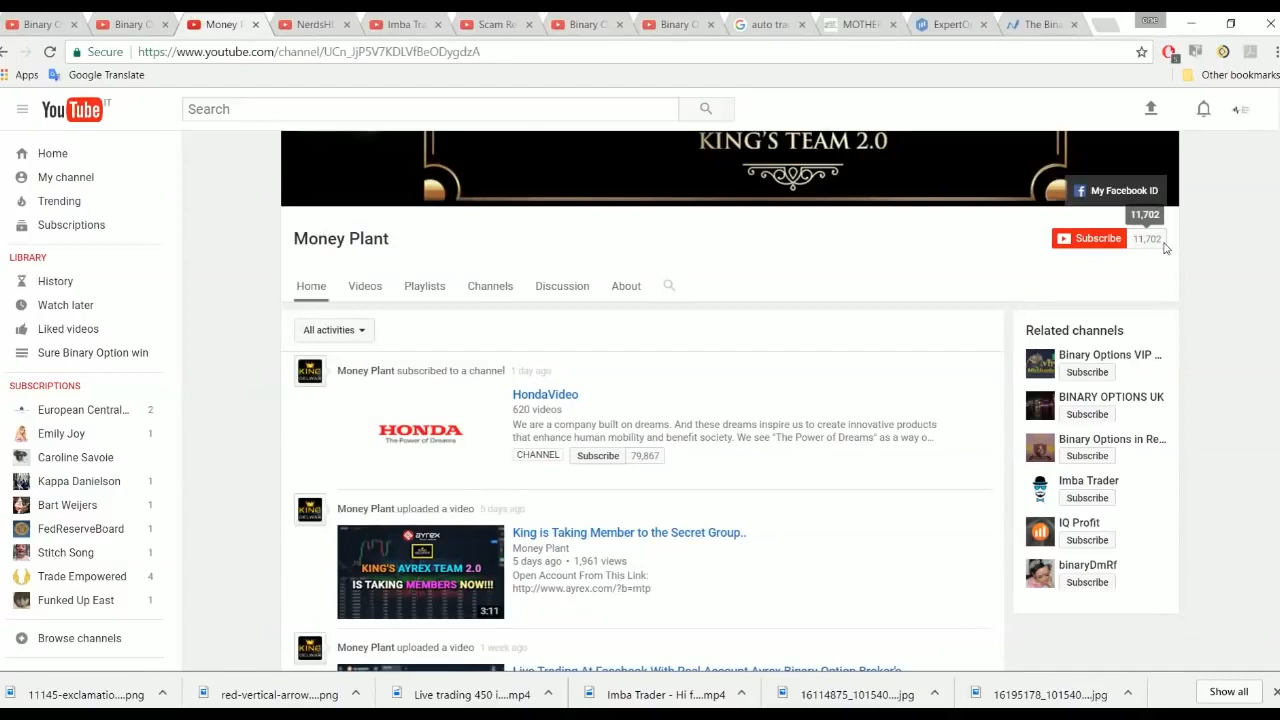 Binary O
Binary O
Money P
NerdsHI
Imba Tra
Scam Re
Binary O
Binary O
auto tra
MOTHE
ExpertO
The Bina
one
Secure
https://www.youtube.com/channel/UCn_JjP5V7KDLVfBeODygdzA
Apps
Google Translate
Other bookmarks
YouTube IT
Search
Home
My channel
Trending
Subscriptions
LIBRARY
History
Watch later
Liked videos
Sure Binary Option win
SUBSCRIPTIONS
European Central... 2
Emily Joy 1
Caroline Savoie
Kappa Danielson 1
Bart Weijers 1
FedReserveBoard 1
Stitch Song 1
Trade Empowered 4
Funked Up East 1
Browse channels
KING'S TEAM 2.0
My Facebook ID
11,702
Money Plant
Subscribe 11,702
Home Videos Playlists Channels Discussion About
All activities
Money Plant subscribed to a channel 1 day ago
HONDA
The Power of Dreams
HondaVideo
620 videos
We are a company built on dreams. And these dreams inspire us to create innovative products
that enhance human mobility and benefit society. We see "The Power of Dreams" as a way o...
CHANNEL Subscribe 79,867
Money Plant uploaded a video 5 days ago
ayrex
KING'S AYREX TEAM 2.0
IS TAKING MEMBERS NOW!!!
3:11
King is Taking Member to the Secret Group..
Money Plant
5 days ago • 1,961 views
Open Account From This Link:
http://www.ayrex.com/?b=mtp
Money Plant uploaded a video 1 week ago
Live Trading At Facebook With Real Account Ayrex Binary Option Broker's
Related channels
Binary Options VIP ...
Subscribe
BINARY OPTIONS UK
Subscribe
Binary Options in Re...
Subscribe
Imba Trader
Subscribe
IQ Profit
Subscribe
binaryDmRf
Subscribe
11145-exclamatio....png
red-vertical-arrow....png
Live trading 450 i....mp4
Imba Trader - Hi f....mp4
16114875_101540....jpg
16195178_101540....jpg
Show all